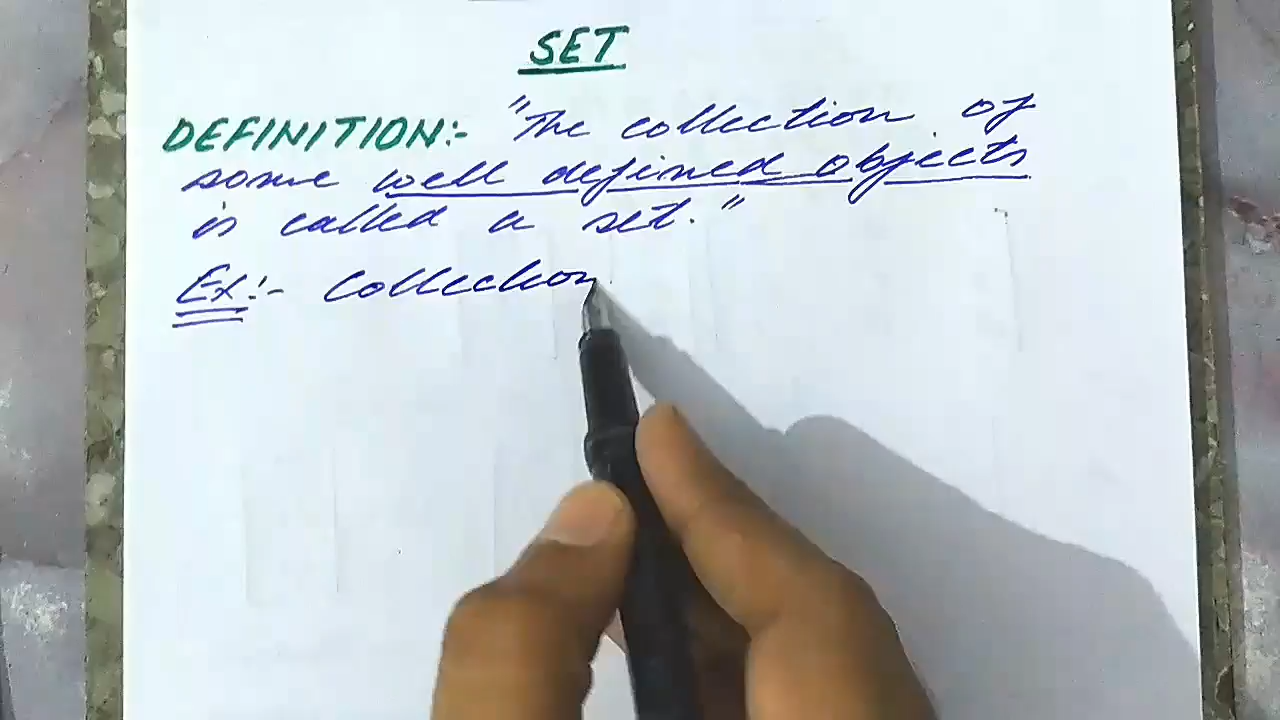 SET
DEFINITION:- "The collection of
some well defined objects
is called a set."
Ex:- Collection